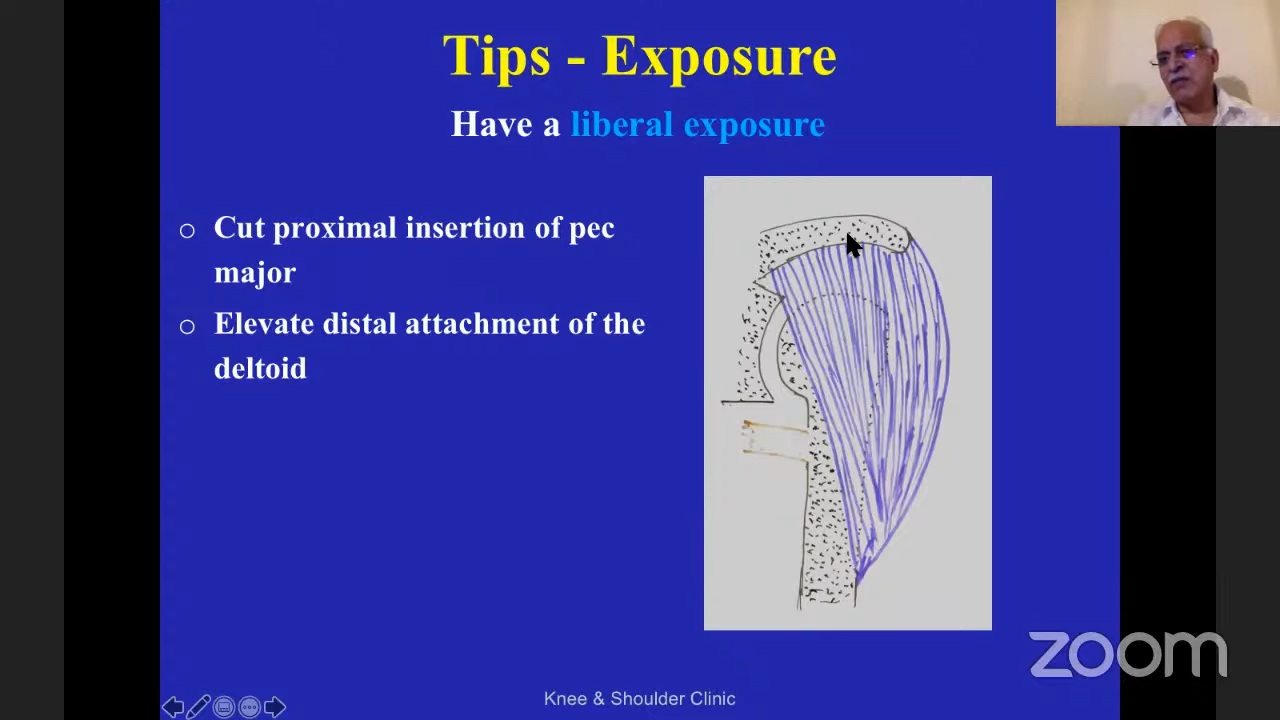 Tips - Exposure
Have a liberal exposure
Cut proximal insertion of pec
major
Elevate distal attachment of the
deltoid
zoom
Knee & Shoulder Clinic